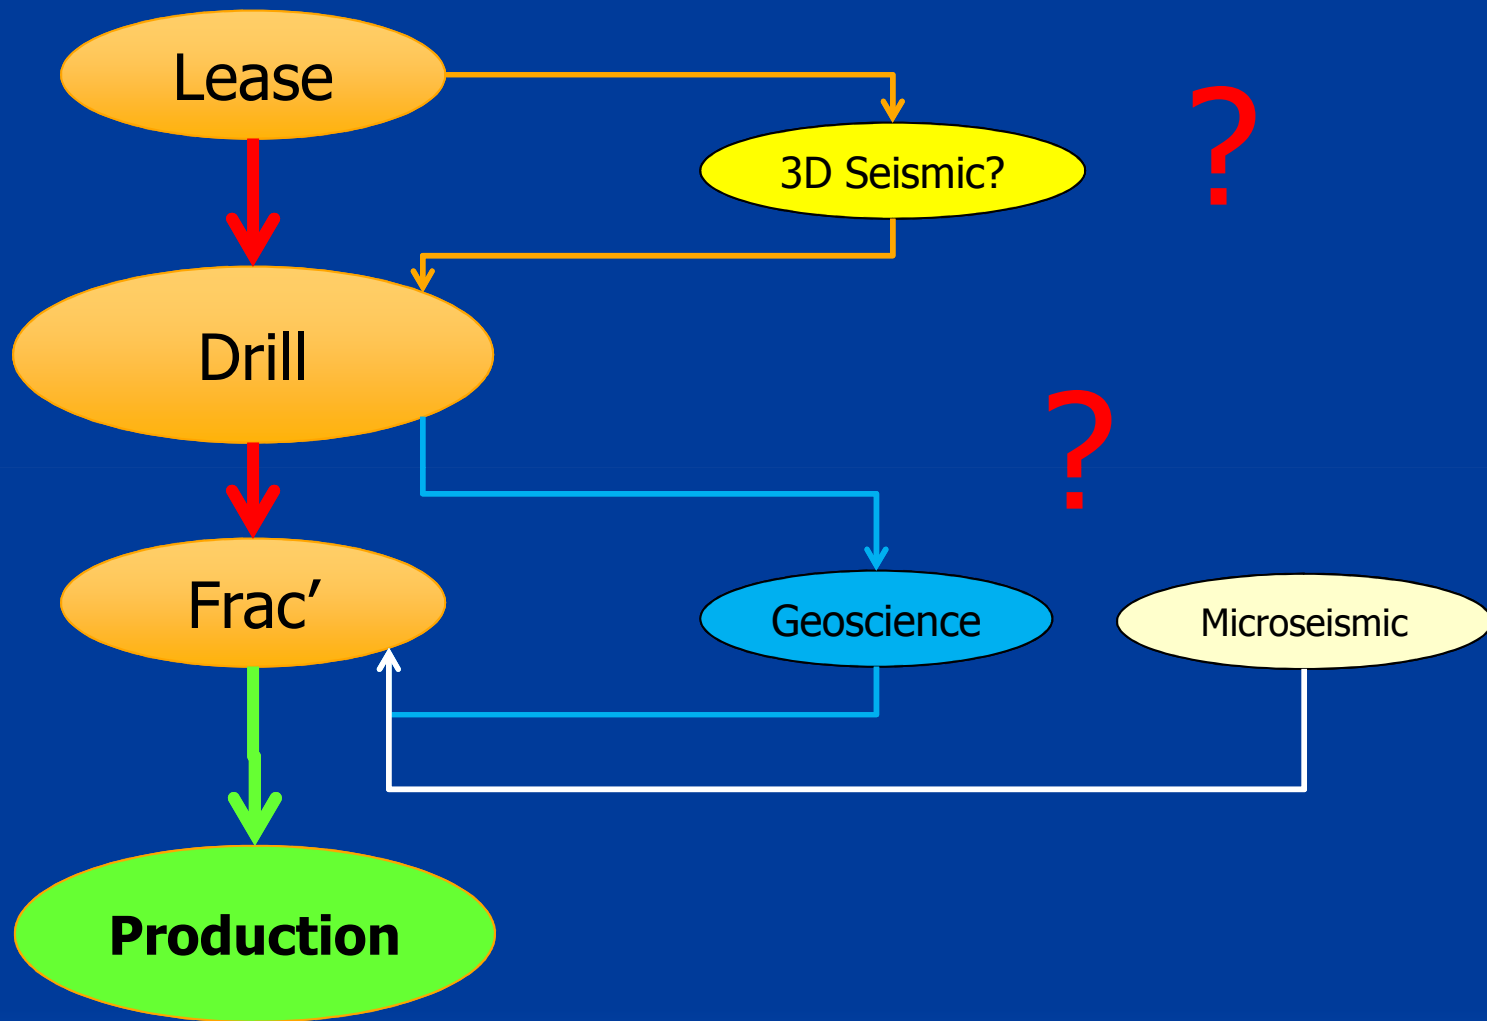 Lease
3D Seismic?
?
Drill
?
Frac’
Geoscience
Microseismic
Production